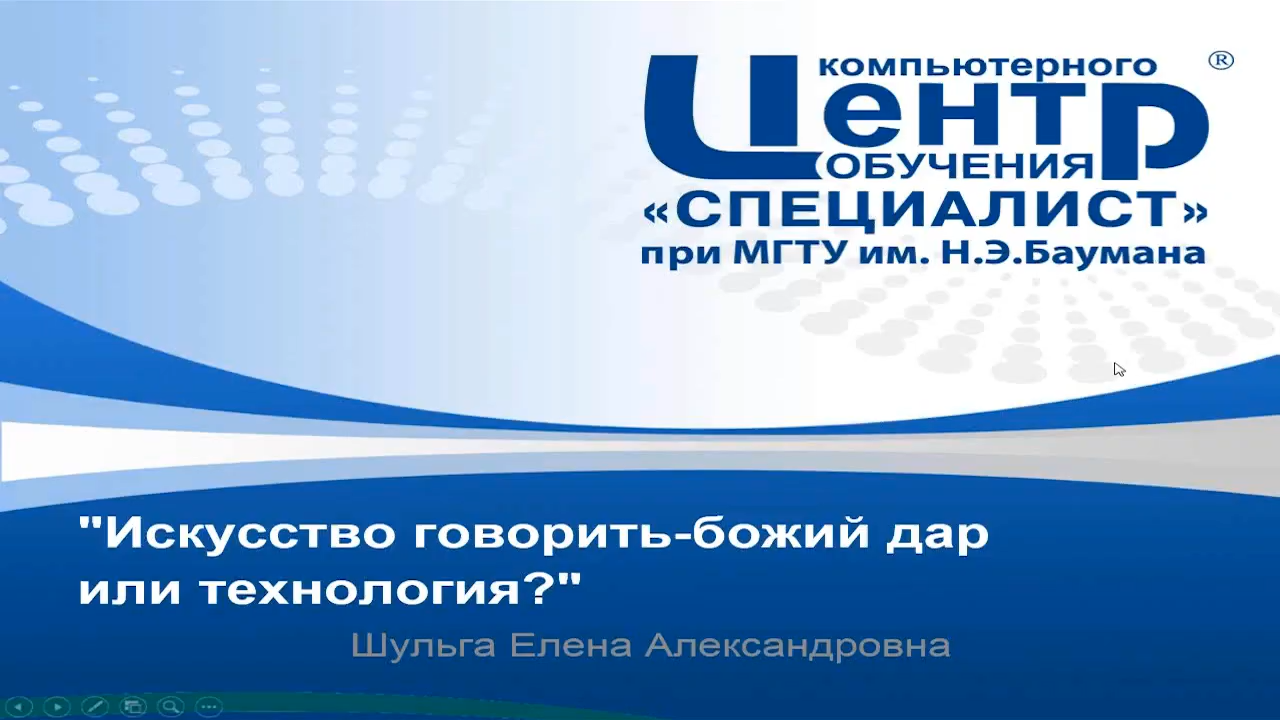 компьютерного
Центр
®
ОБУЧЕНИЯ
«СПЕЦИАЛИСТ»
при МГТУ им. Н.Э.Баумана
"Искусство говорить-божий дар
или технология?"
Шульга Елена Александровна